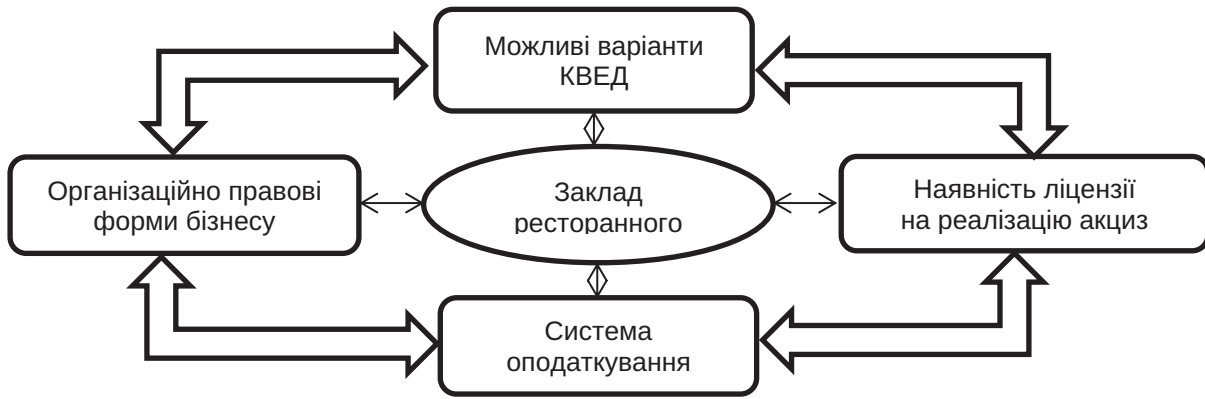 Можливі варіанти
КВЕД
Організаційно правові
форми бізнесу
Заклад
ресторанного
Наявність ліцензії
на реалізацію акциз
Система
оподаткування